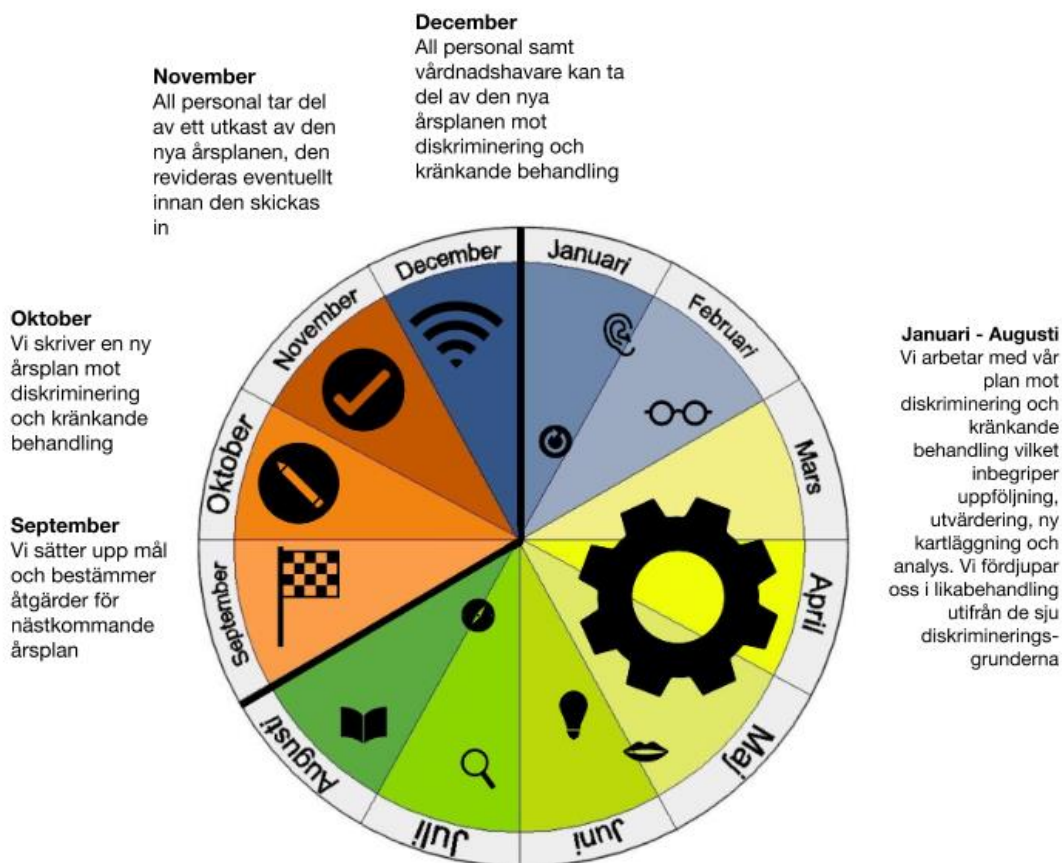 December
All personal samt
vårdnadshavare kan ta
del av den nya
årsplanen mot
diskriminering och
kränkande behandling
November
All personal tar del
av ett utkast av den
nya årsplanen, den
revideras eventuellt
innan den skickas
in
Oktober
Vi skriver en ny
årsplan mot
diskriminering
och kränkande
behandling
September
Vi sätter upp mål
och bestämmer
åtgärder för
nästkommande
årsplan
Januari - Augusti
Vi arbetar med vår
plan mot
diskriminering och
kränkande
behandling vilket
inbegriper
uppföljning,
utvärdering, ny
kartläggning och
analys. Vi fördjupar
oss i likabehandling
utifrån de sju
diskriminerings-
grunderna
Januari
Februari
Mars
April
Maj
Juni
Juli
Augusti
September
Oktober
November
December